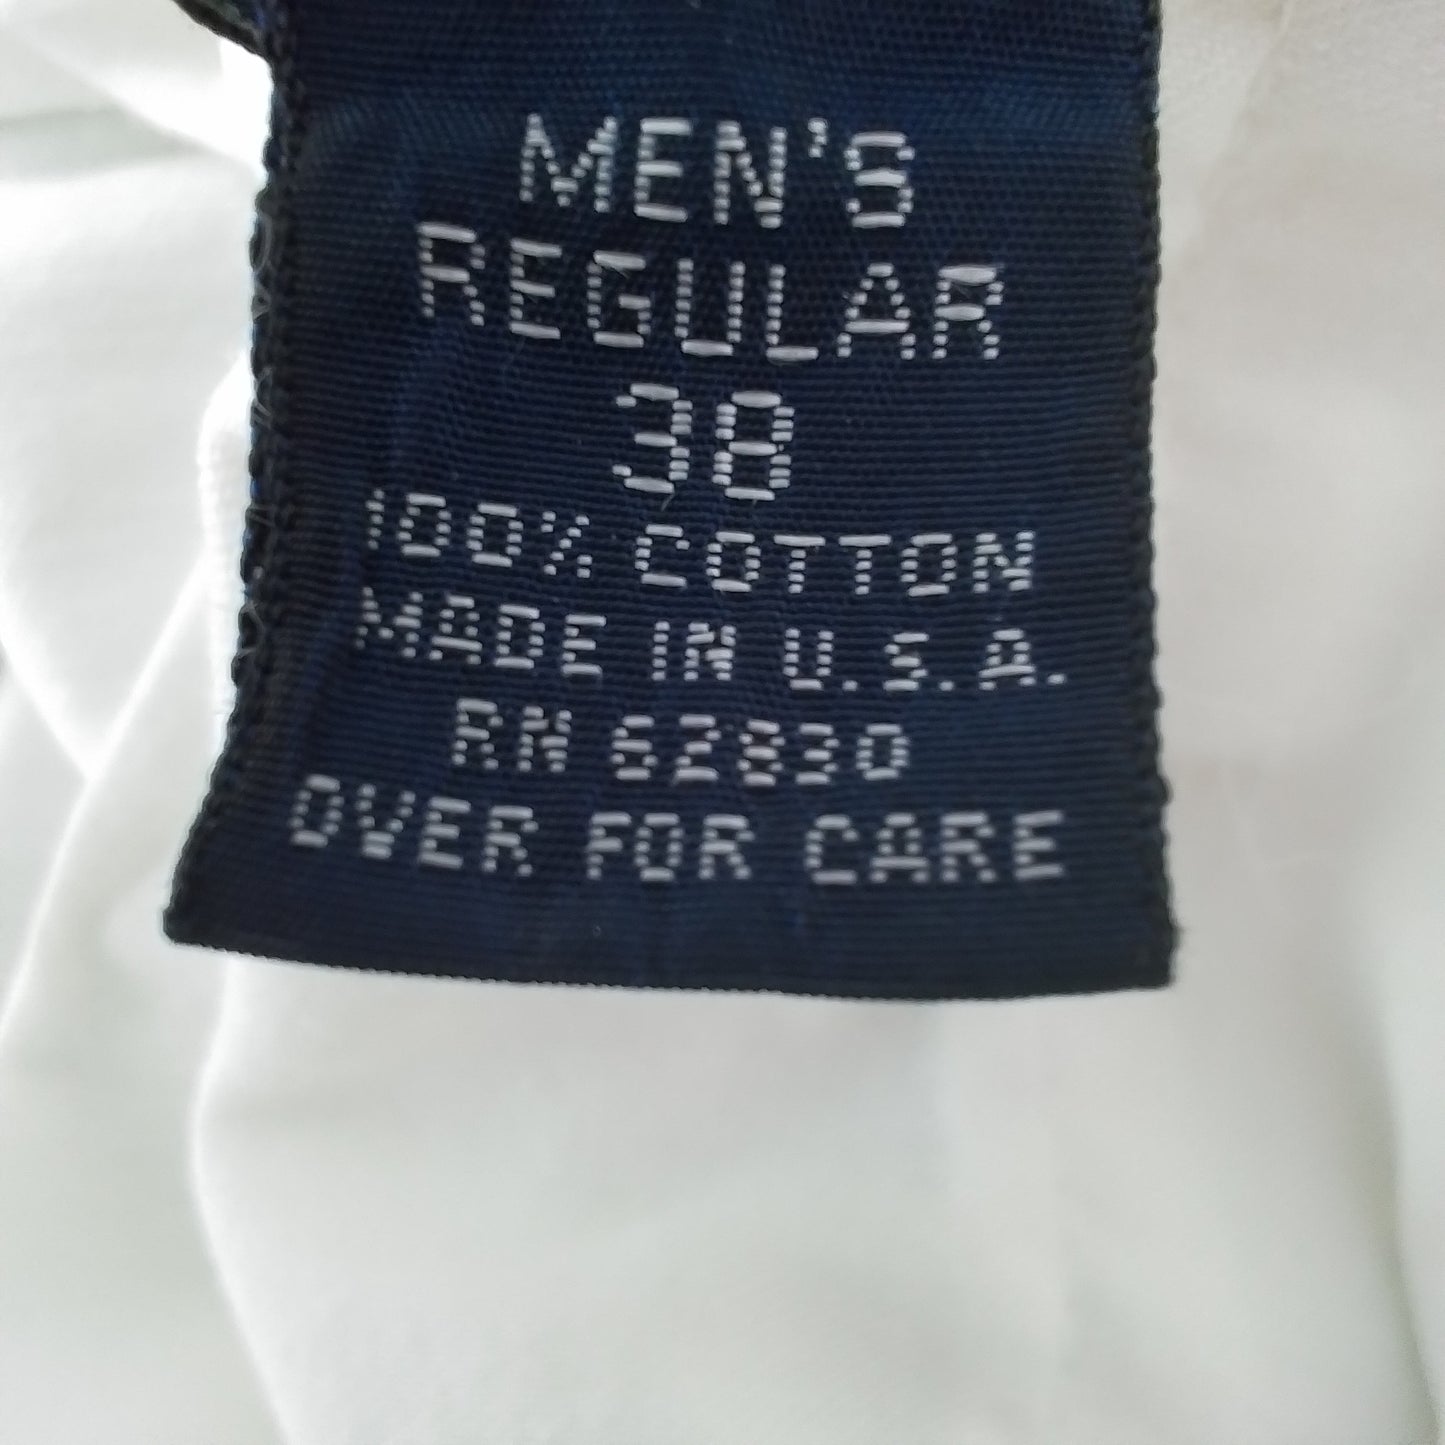 MEN'S
REGULAR
38
100% COTTON
MADE IN U.S.A.
RN 62830
OVER FOR CARE